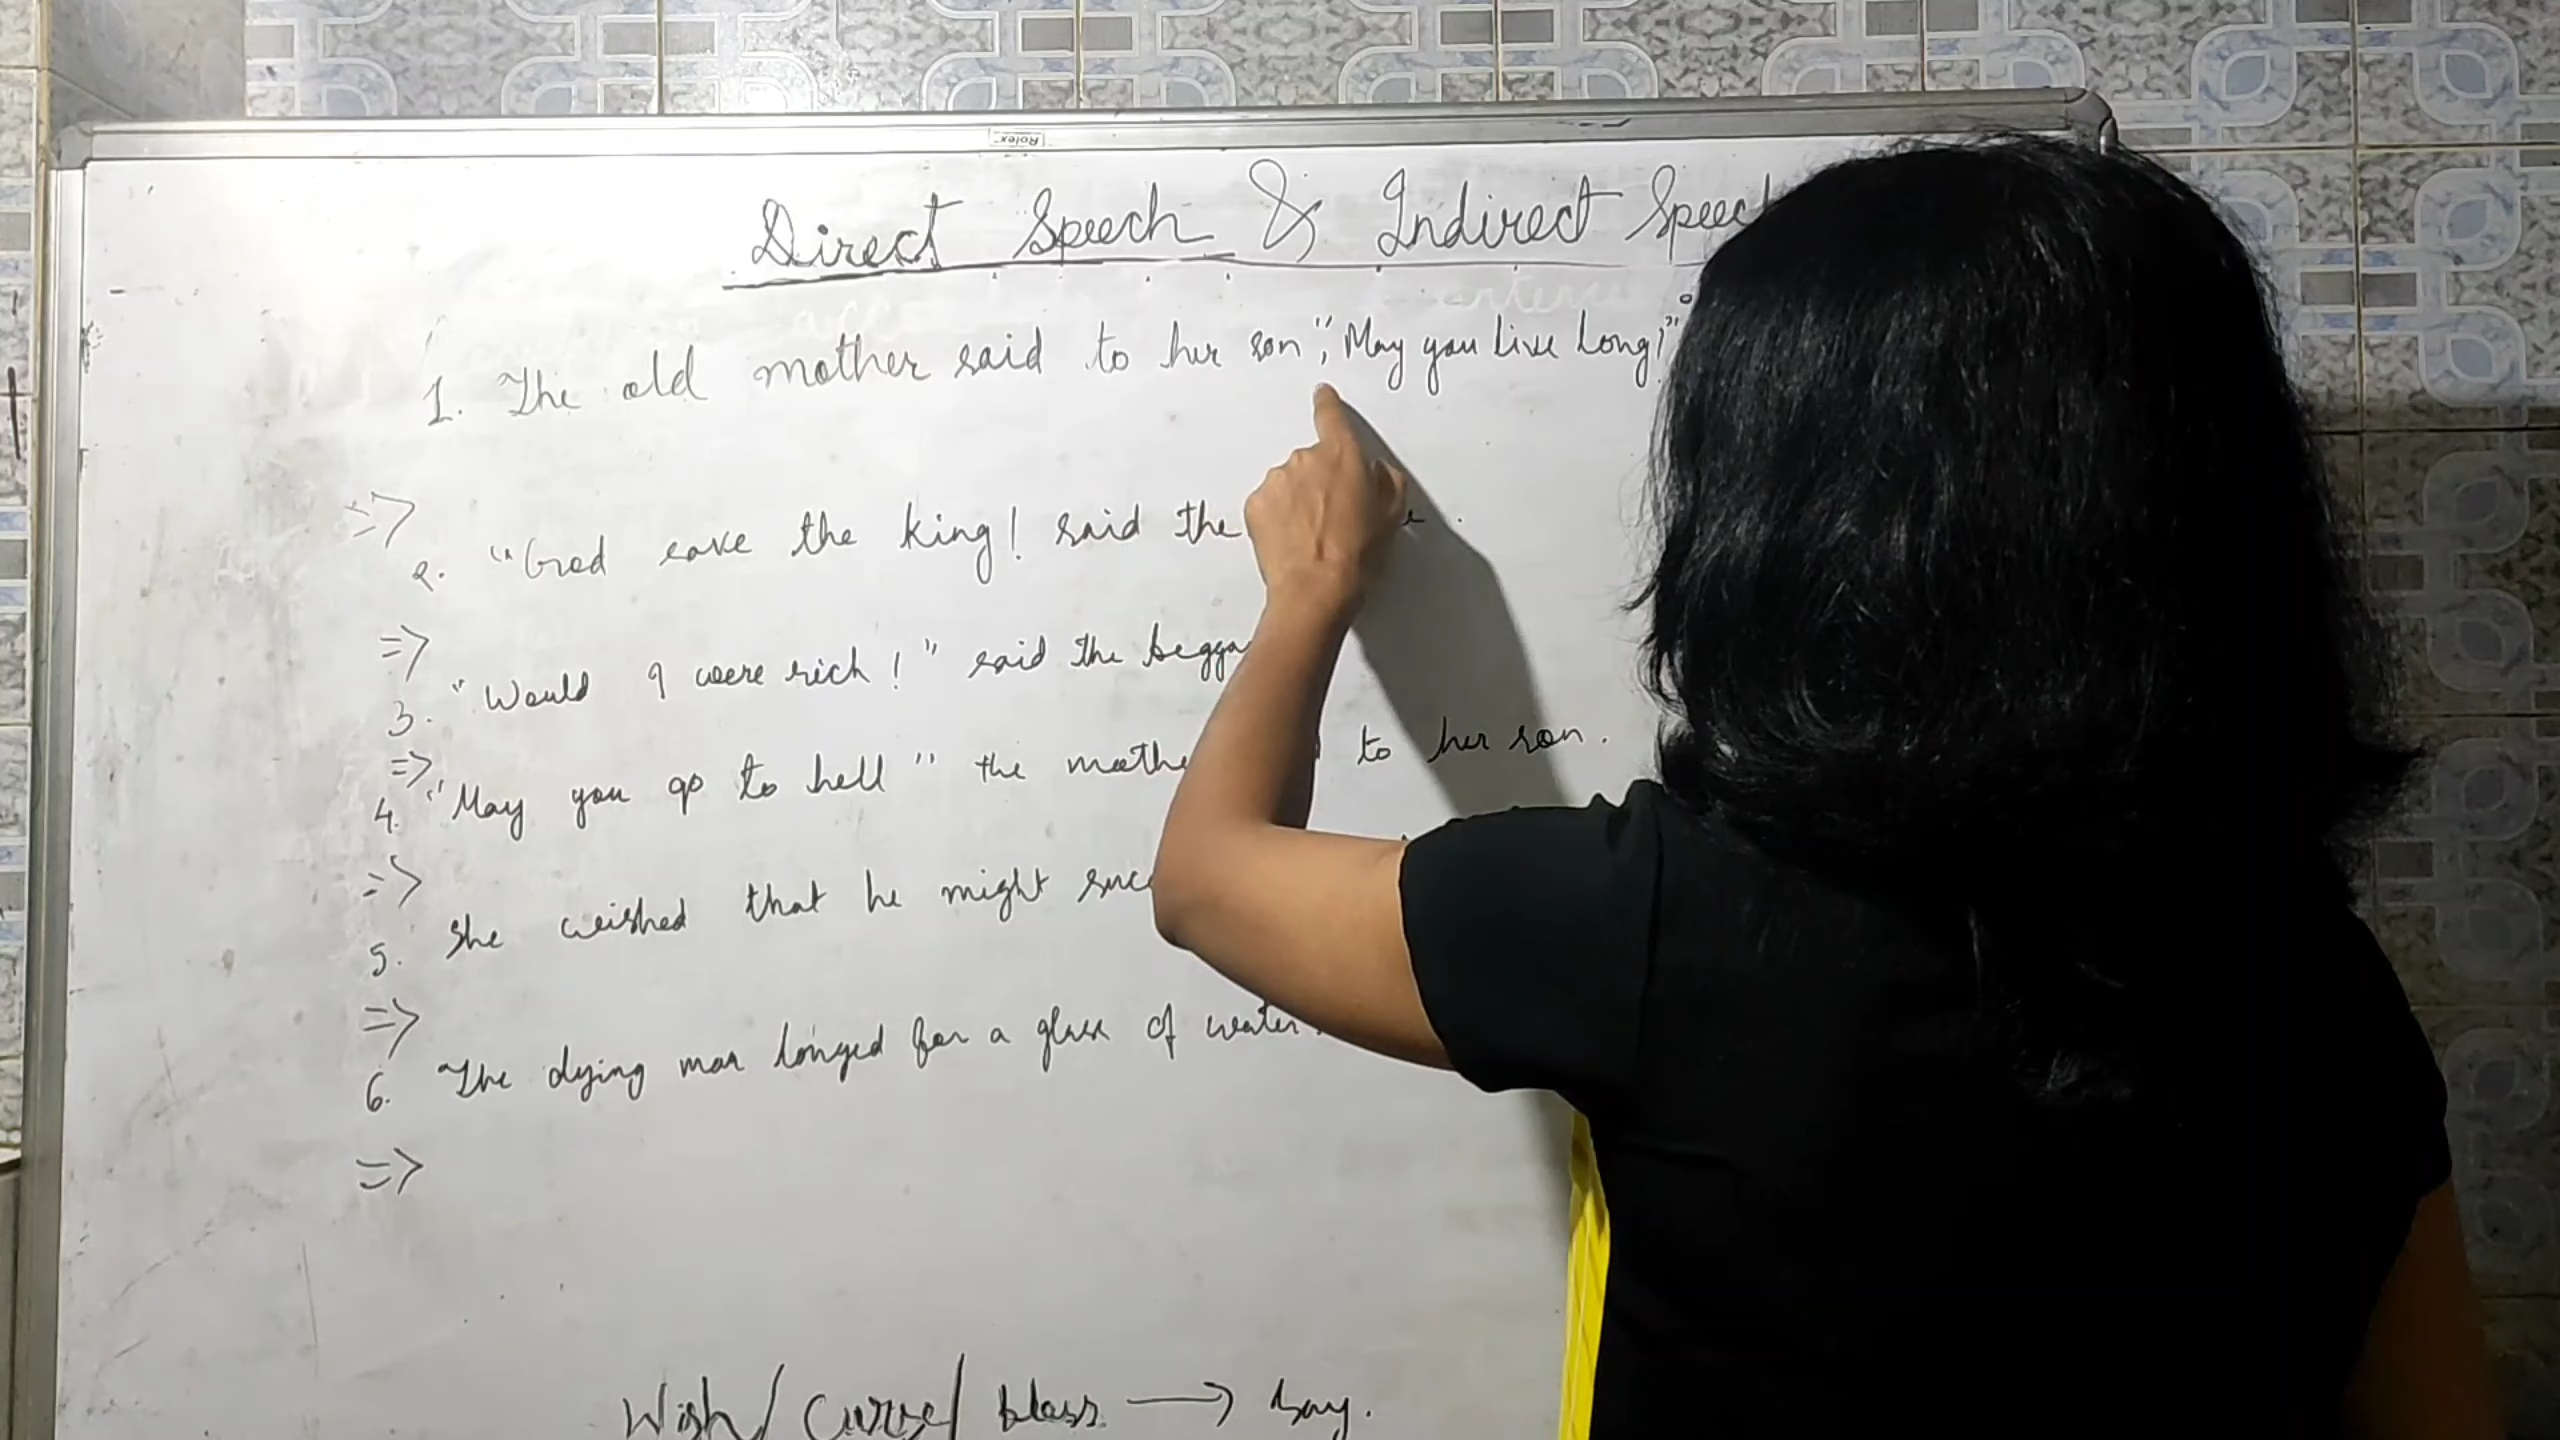 Rolex
Direct Speech & Indirect Speech
1. The old mother said to her son",May you live long!"
=>
2. "God save the king! said the
=>
3. "Would I were rich!" said the begga
=>
4. "May you go to hell" the mothe to her son.
=>
5. She wished that he might succ
=>
6. The dying man longed for a glass of water.
=>
Wish/Curse/bless → say.